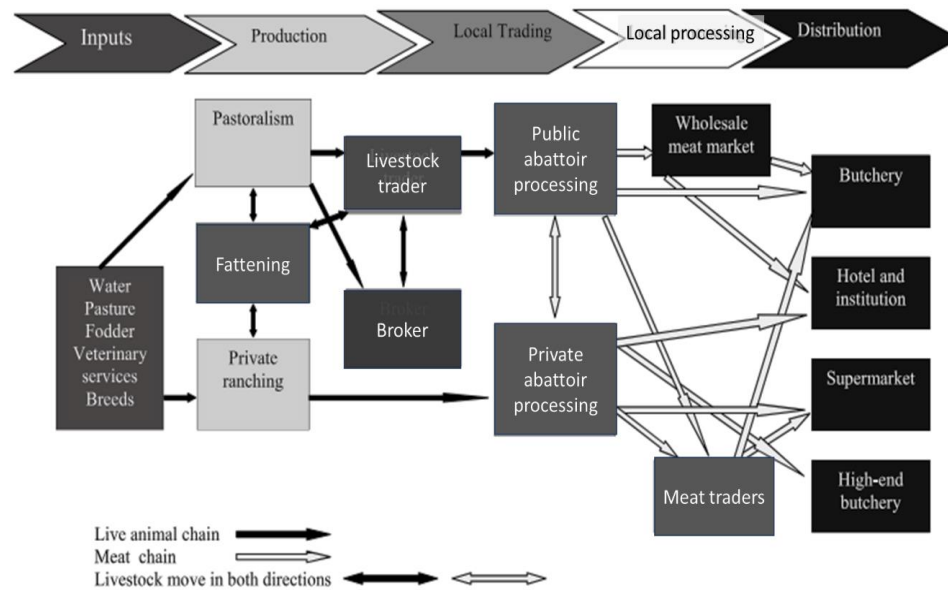 Inputs
Production
Local Trading
Local processing
Distribution
Pastoralism
Livestock
trader
Public
abattoir
processing
Wholesale
meat market
Butchery
Fattening
Water
Pasture
Fodder
Veterinary
services
Breeds
Broker
Hotel and
institution
Private
ranching
Private
abattoir
processing
Supermarket
Meat traders
High-end
butchery
Live animal chain
Meat chain
Livestock move in both directions